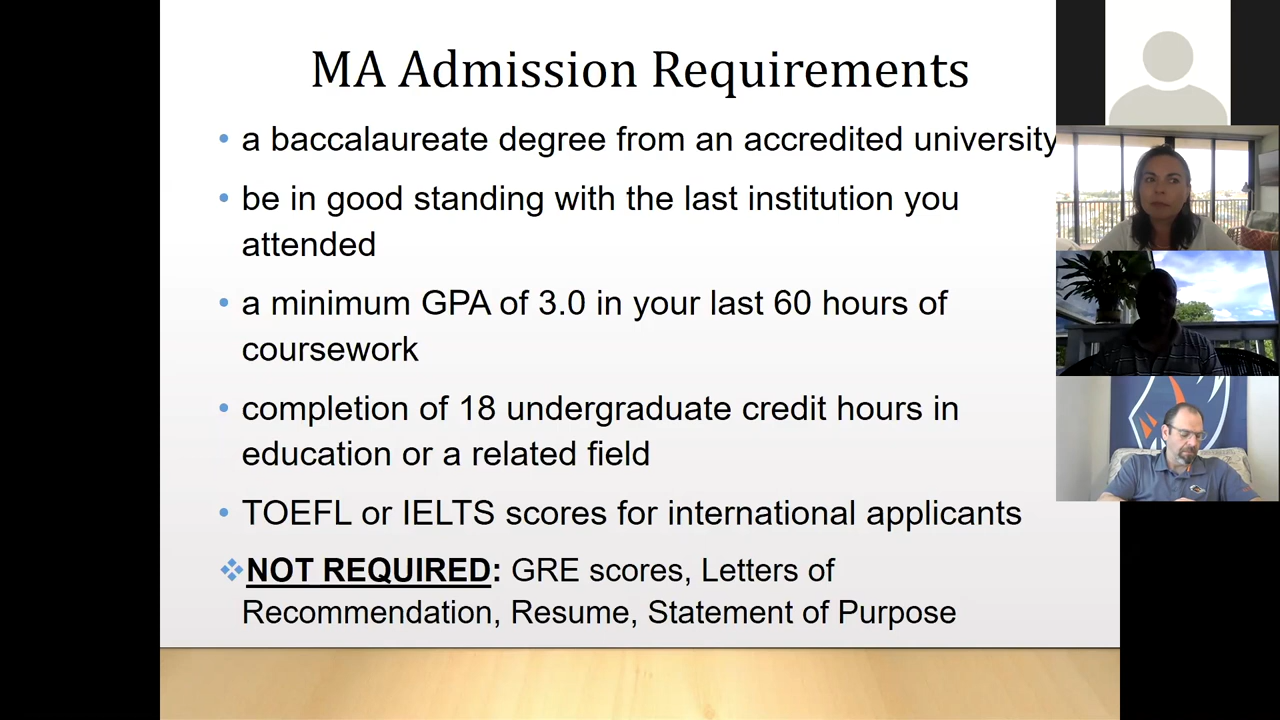 MA Admission Requirements
• a baccalaureate degree from an accredited university
• be in good standing with the last institution you
attended
• a minimum GPA of 3.0 in your last 60 hours of
coursework
• completion of 18 undergraduate credit hours in
education or a related field
• TOEFL or IELTS scores for international applicants
❖NOT REQUIRED: GRE scores, Letters of
Recommendation, Resume, Statement of Purpose